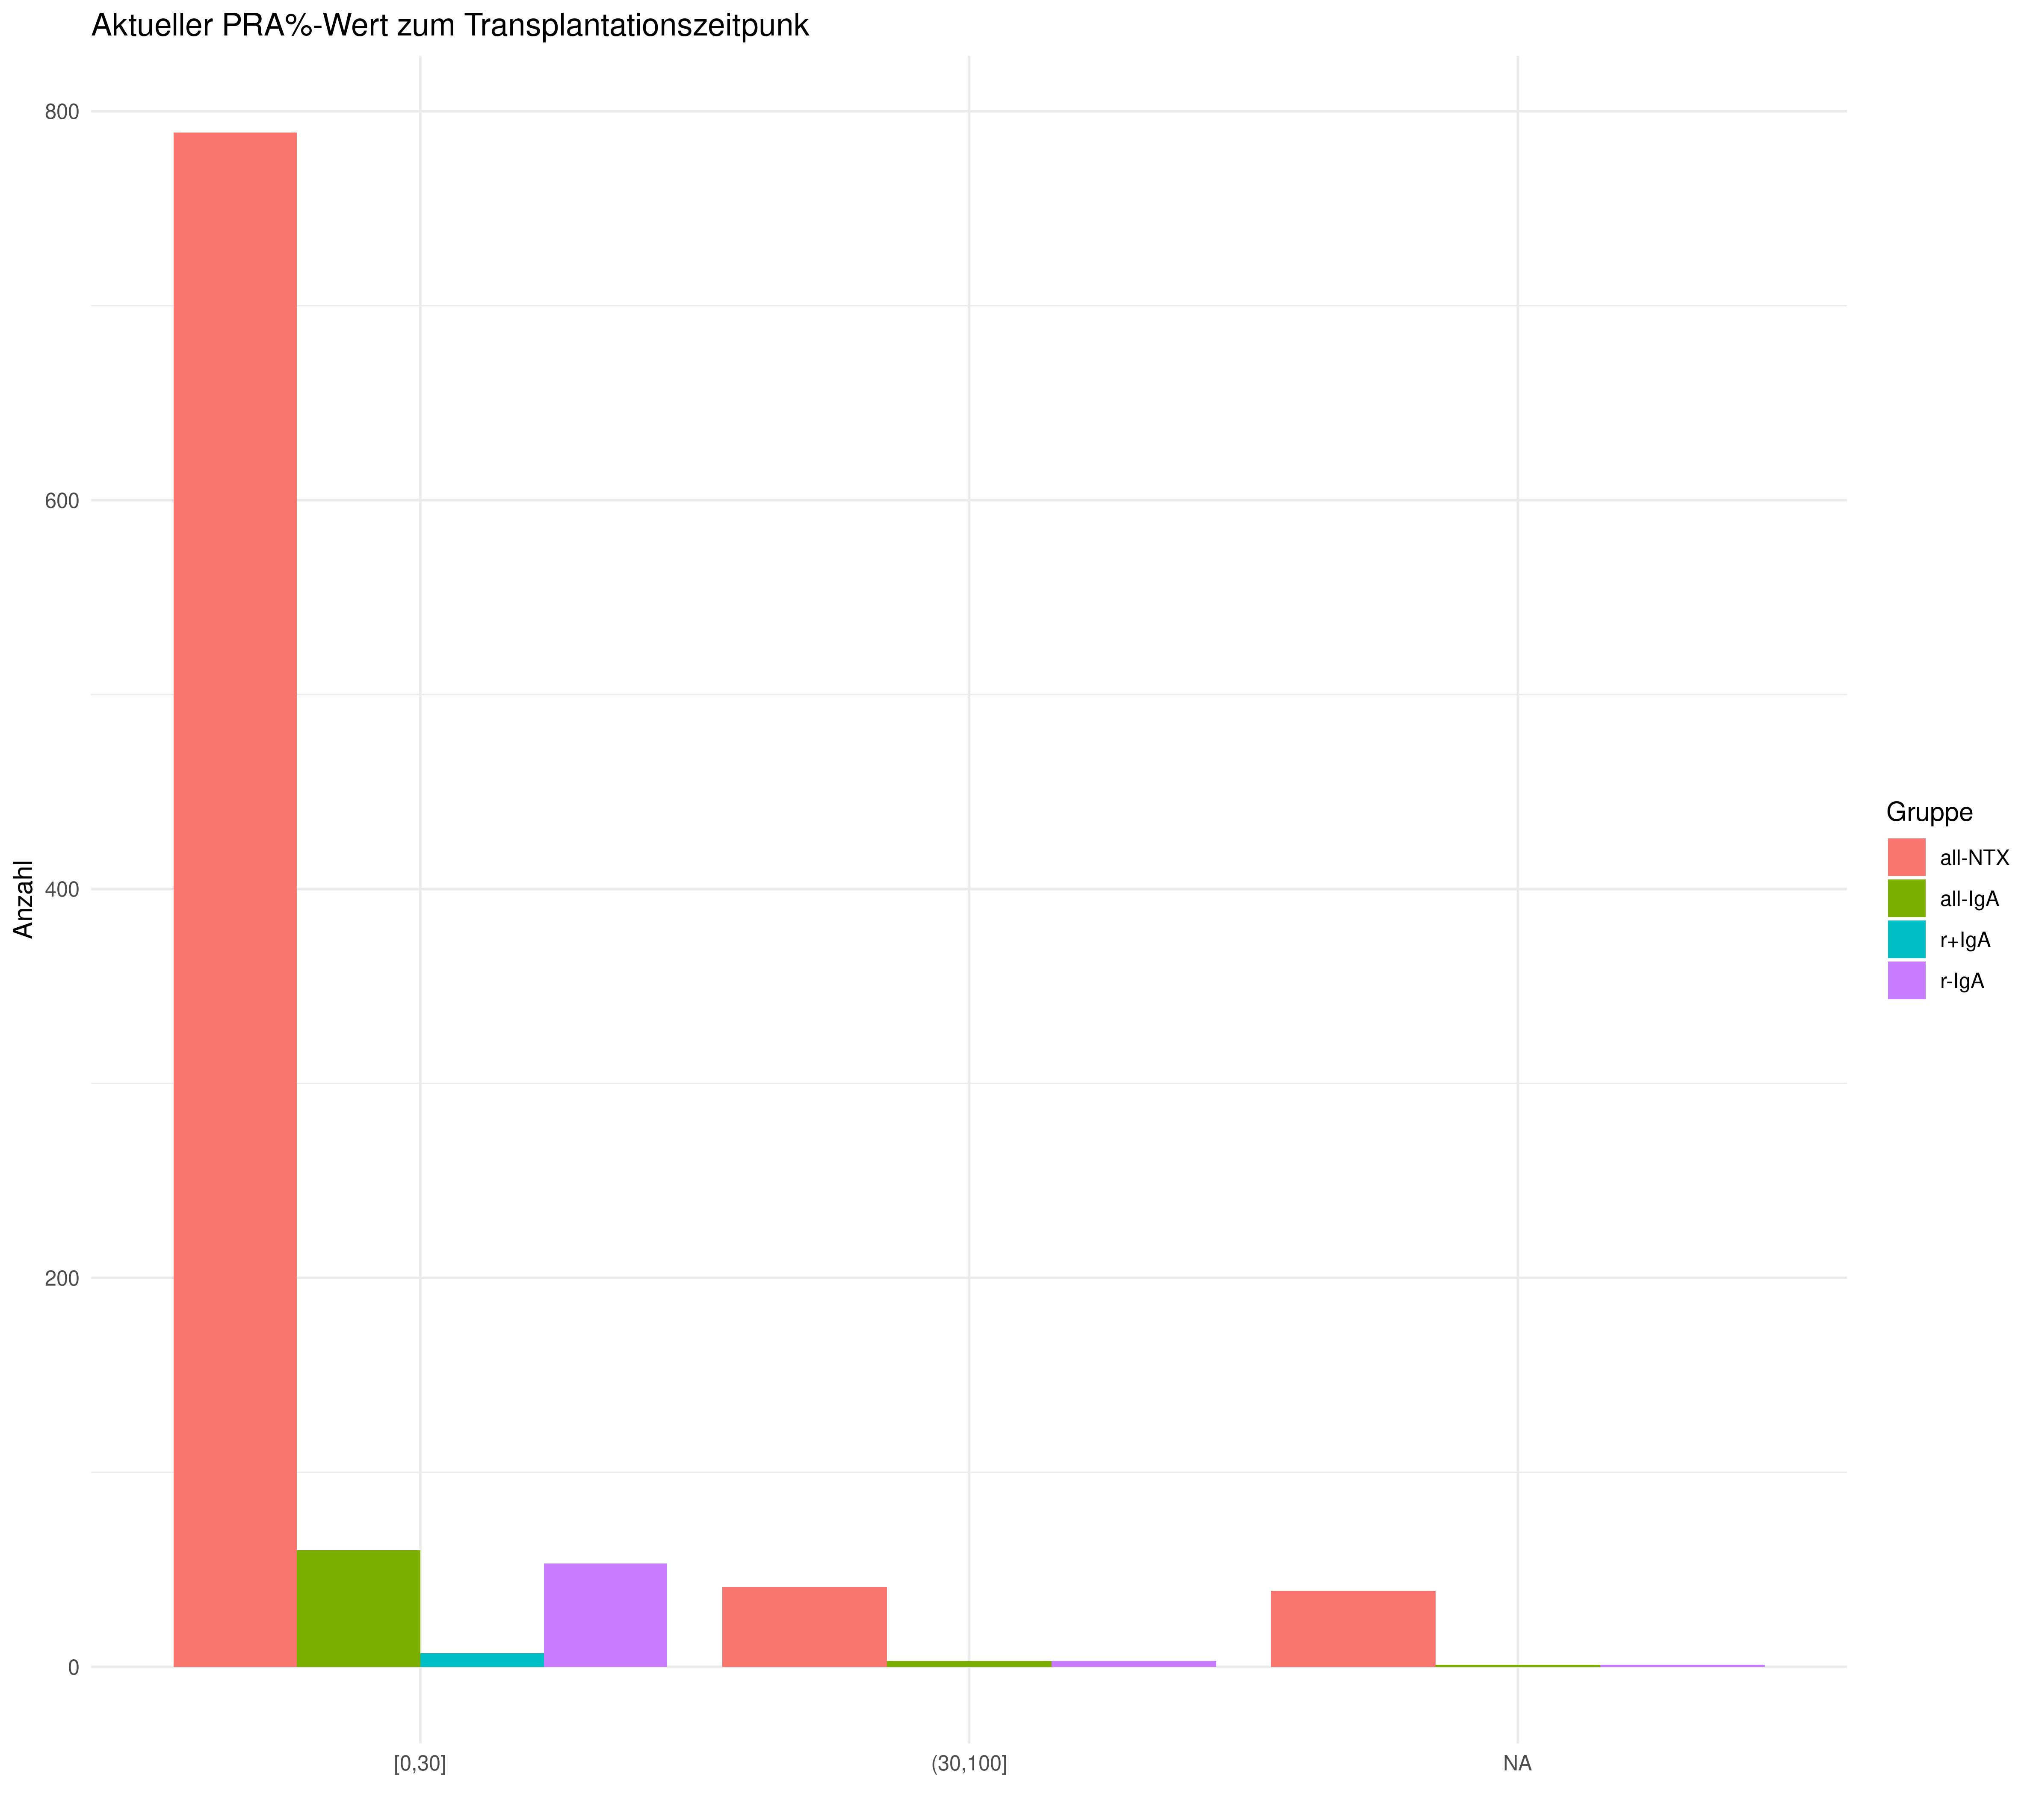 Aktueller PRA%-Wert zum Transplantationszeitpunk
800
600
400
200
0
Anzahl
[0,30]
(30,100]
NA
Gruppe
all-NTX
all-IgA
r+IgA
r-IgA